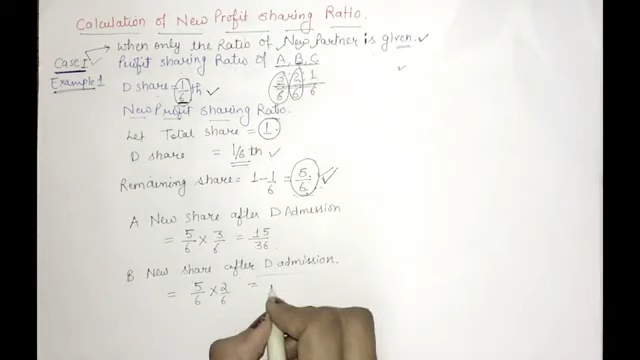 Calculation of New Profit sharing Ratio.
when only the Ratio of New Partner is given.
Case I
Profit sharing Ratio of A, B, C
Example 1
3/6 : 2/6 : 1/6
D share = 1/6 th
New Profit sharing Ratio.
Let Total share = 1.
D share = 1/6 th
Remaining share = 1 - 1/6 = 5/6
A New share after D Admission
= 5/6 × 3/6 = 15/36
B New share after D admission.
= 5/6 × 2/6 =